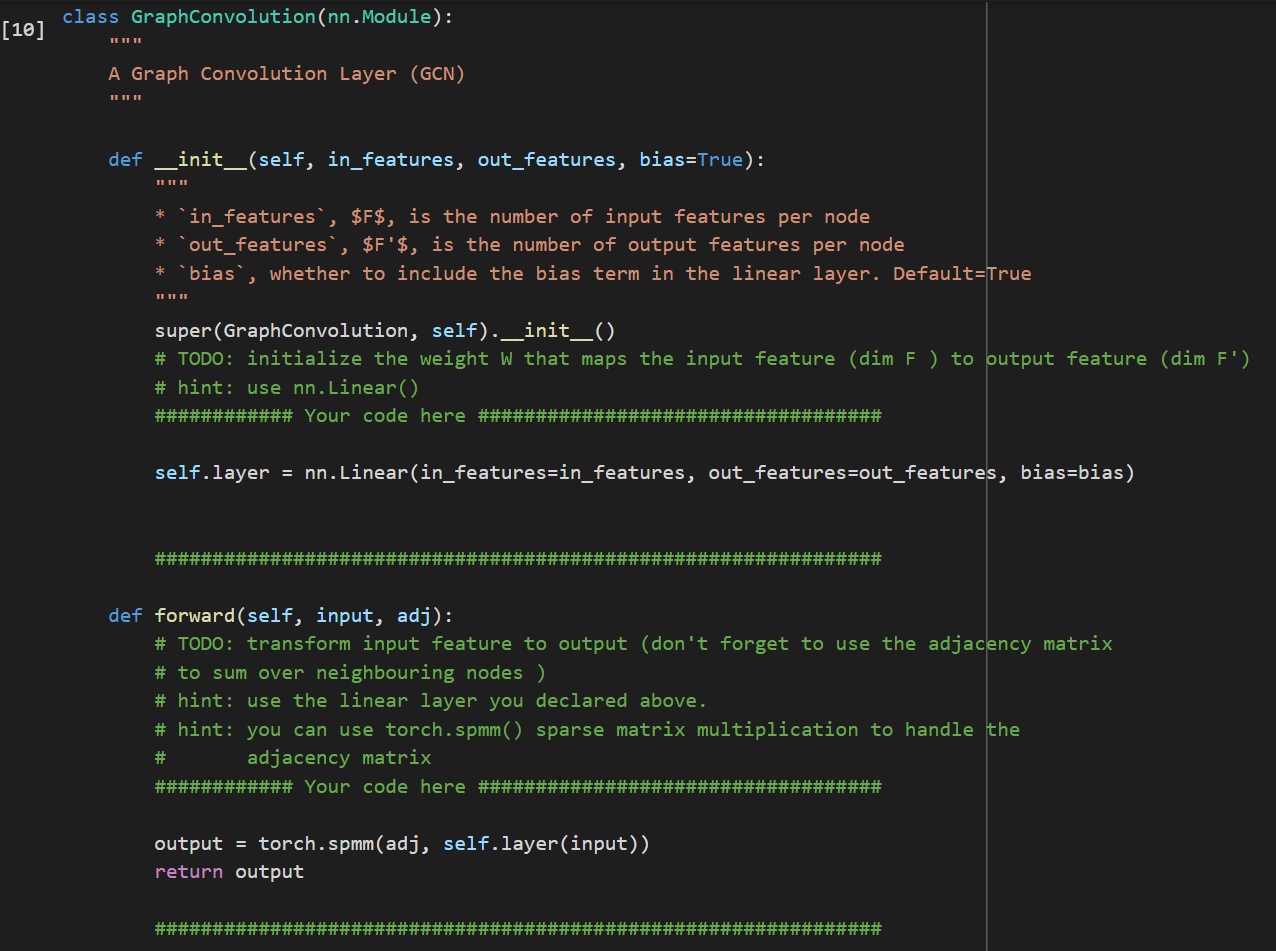 [10]
class GraphConvolution(nn.Module):
    """
    A Graph Convolution Layer (GCN)
    """

    def __init__(self, in_features, out_features, bias=True):
        """
        * `in_features`, $F$, is the number of input features per node
        * `out_features`, $F'$, is the number of output features per node
        * `bias`, whether to include the bias term in the linear layer. Default=True
        """
        super(GraphConvolution, self).__init__()
        # TODO: initialize the weight W that maps the input feature (dim F ) to output feature (dim F')
        # hint: use nn.Linear()
        ############ Your code here ###################################

        self.layer = nn.Linear(in_features=in_features, out_features=out_features, bias=bias)


        ###############################################################

    def forward(self, input, adj):
        # TODO: transform input feature to output (don't forget to use the adjacency matrix
        # to sum over neighbouring nodes )
        # hint: use the linear layer you declared above.
        # hint: you can use torch.spmm() sparse matrix multiplication to handle the
        #       adjacency matrix
        ############ Your code here ###################################

        output = torch.spmm(adj, self.layer(input))
        return output

        ###############################################################